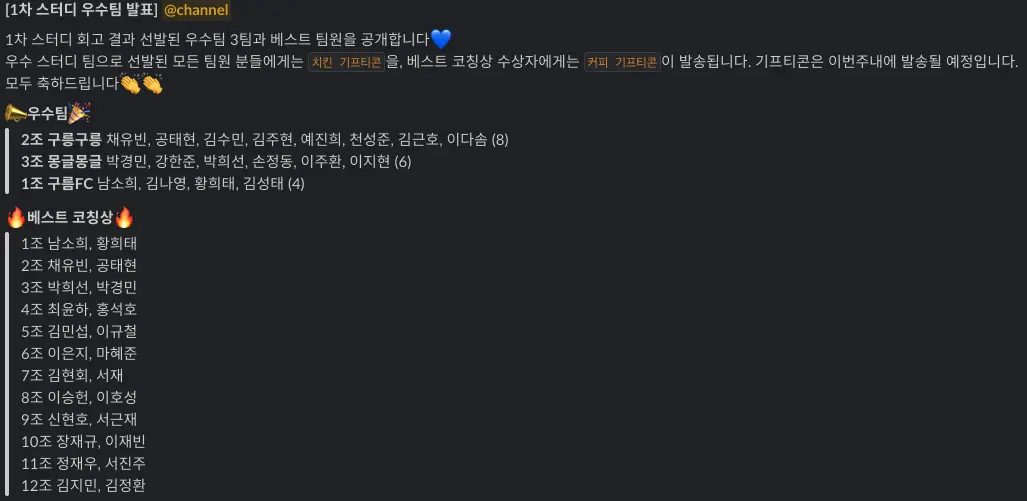 [1차 스터디 우수팀 발표] @channel
1차 스터디 회고 결과 선발된 우수팀 3팀과 베스트 팀원을 공개합니다💙
우수 스터디 팀으로 선발된 모든 팀원 분들에게는 치킨 기프티콘을, 베스트 코칭상 수상자에게는 커피 기프티콘이 발송됩니다. 기프티콘은 이번주내에 발송될 예정입니다.
모두 축하드립니다👏👏
📣우수팀🎉
2조 구릉구릉 채유빈, 공태현, 김수민, 김주현, 예진희, 천성준, 김근호, 이다솜 (8)
3조 몽글몽글 박경민, 강한준, 박희선, 손정동, 이주환, 이지현 (6)
1조 구름FC 남소희, 김나영, 황희태, 김성태 (4)
🔥베스트 코칭상🔥
1조 남소희, 황희태
2조 채유빈, 공태현
3조 박희선, 박경민
4조 최윤하, 홍석호
5조 김민섭, 이규철
6조 이은지, 마혜준
7조 김현회, 서재
8조 이승헌, 이호성
9조 신현호, 서근재
10조 장재규, 이재빈
11조 정재우, 서진주
12조 김지민, 김정환